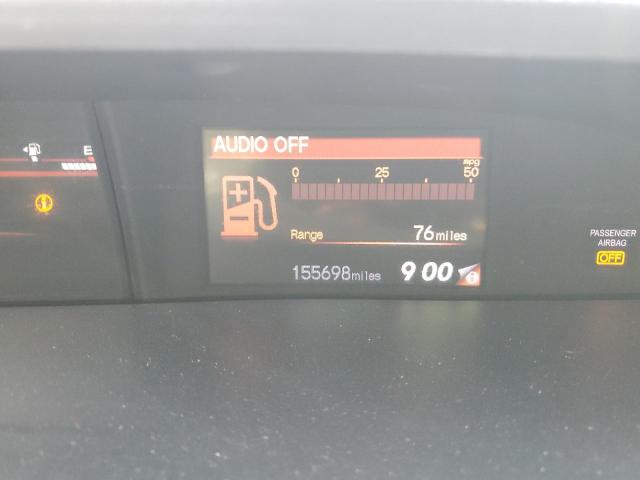 AUDIO OFF
mpg
0 25 50
E
Range 76 miles
155698 miles 9 00
PASSENGER
AIRBAG
OFF